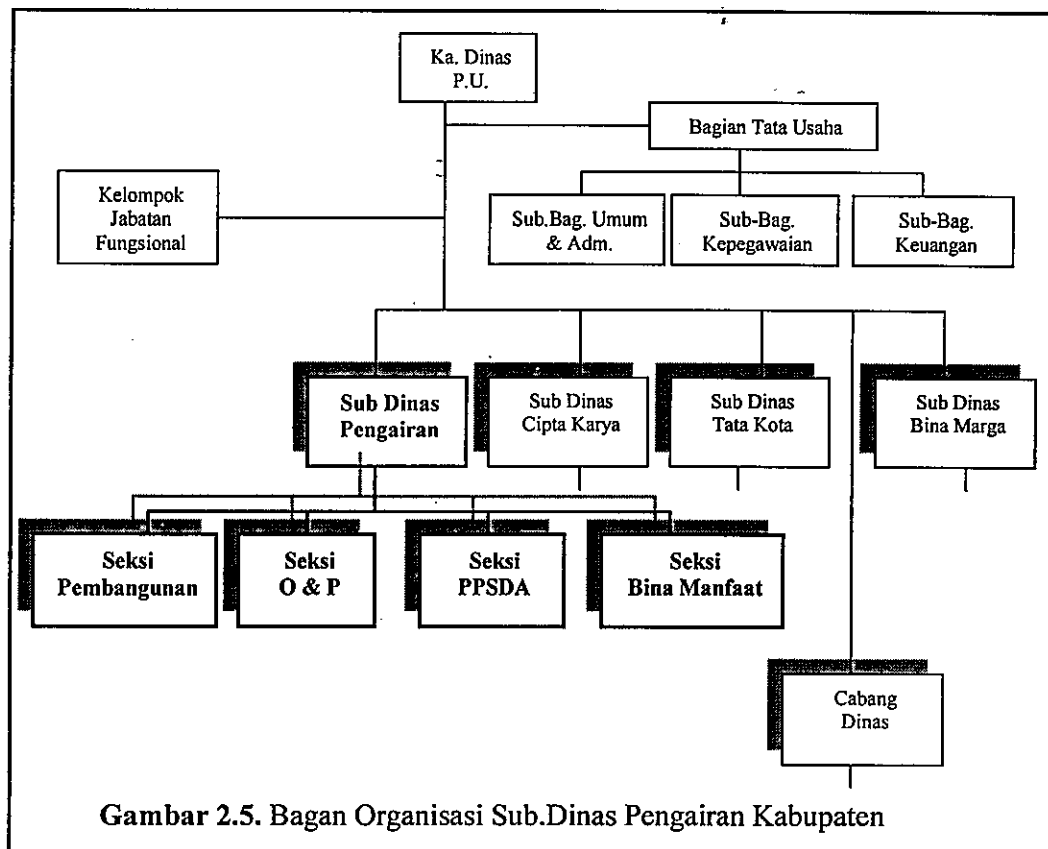 Ka. Dinas
P.U.
Bagian Tata Usaha
Kelompok
Jabatan
Fungsional
Sub.Bag. Umum
& Adm.
Sub-Bag.
Kepegawaian
Sub-Bag.
Keuangan
Sub Dinas
Pengairan
Sub Dinas
Cipta Karya
Sub Dinas
Tata Kota
Sub Dinas
Bina Marga
Seksi
Pembangunan
Seksi
O & P
Seksi
PPSDA
Seksi
Bina Manfaat
Cabang
Dinas
Gambar 2.5. Bagan Organisasi Sub.Dinas Pengairan Kabupaten